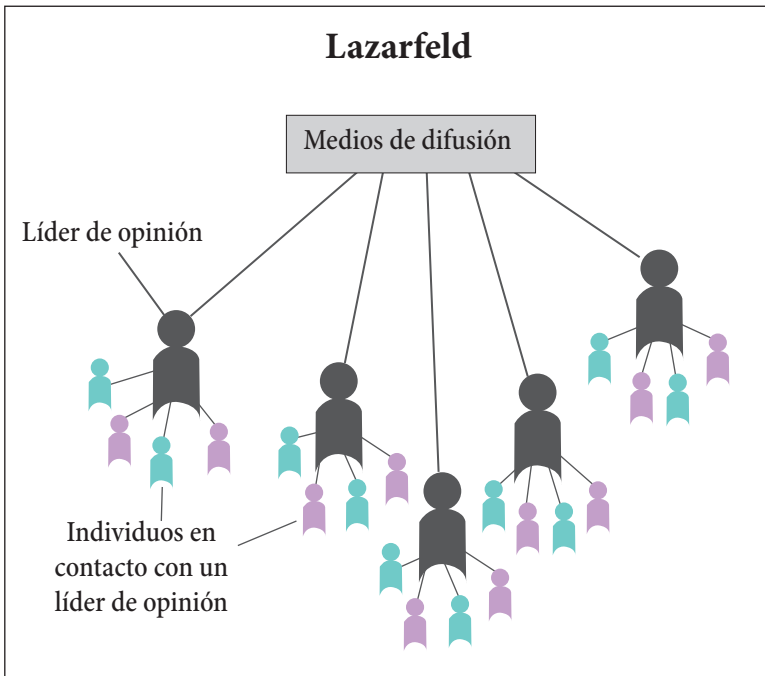 Lazarfeld
Medios de difusión
Líder de opinión
Individuos en
contacto con un
líder de opinión